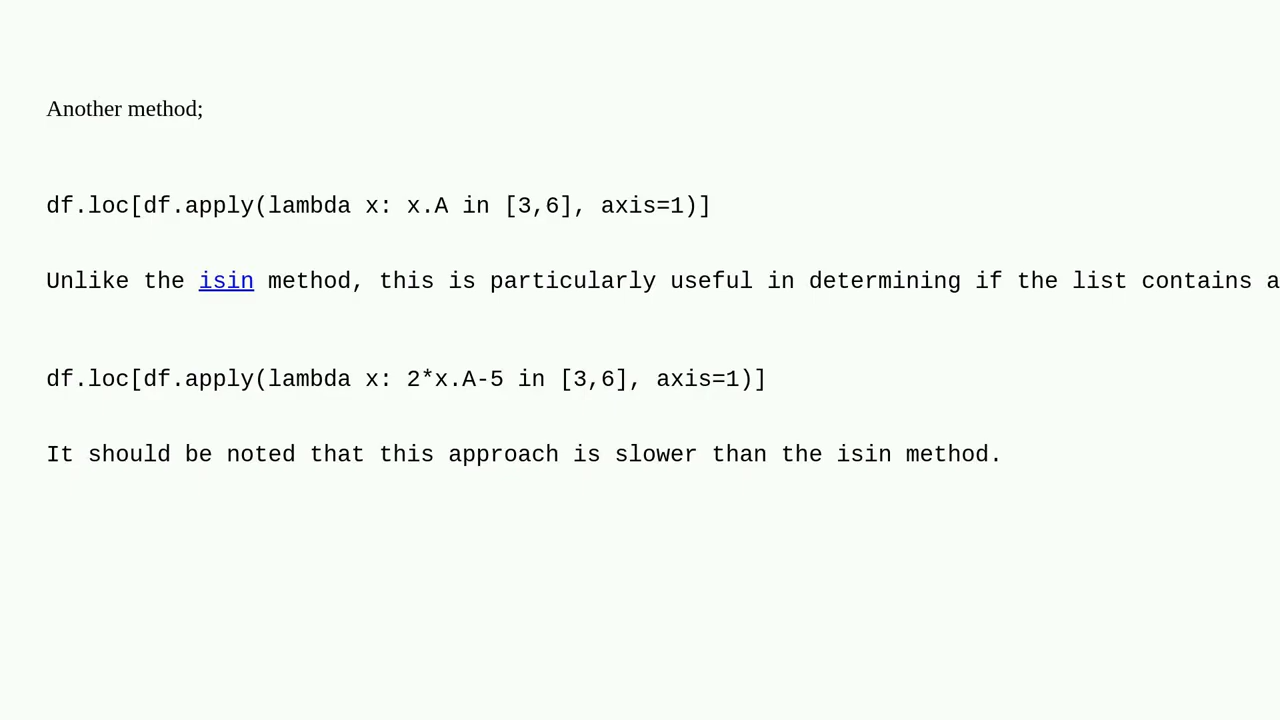 Another method;
df.loc[df.apply(lambda x: x.A in [3,6], axis=1)]
Unlike the isin method, this is particularly useful in determining if the list contains a
df.loc[df.apply(lambda x: 2*x.A-5 in [3,6], axis=1)]
It should be noted that this approach is slower than the isin method.